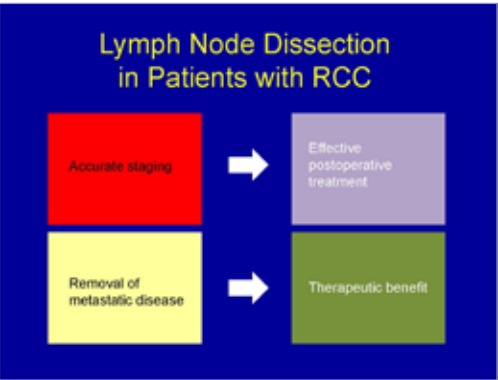 Lymph Node Dissection
in Patients with RCC
Accurate staging
Effective
postoperative
treatment
Removal of
metastatic disease
Therapeutic benefit